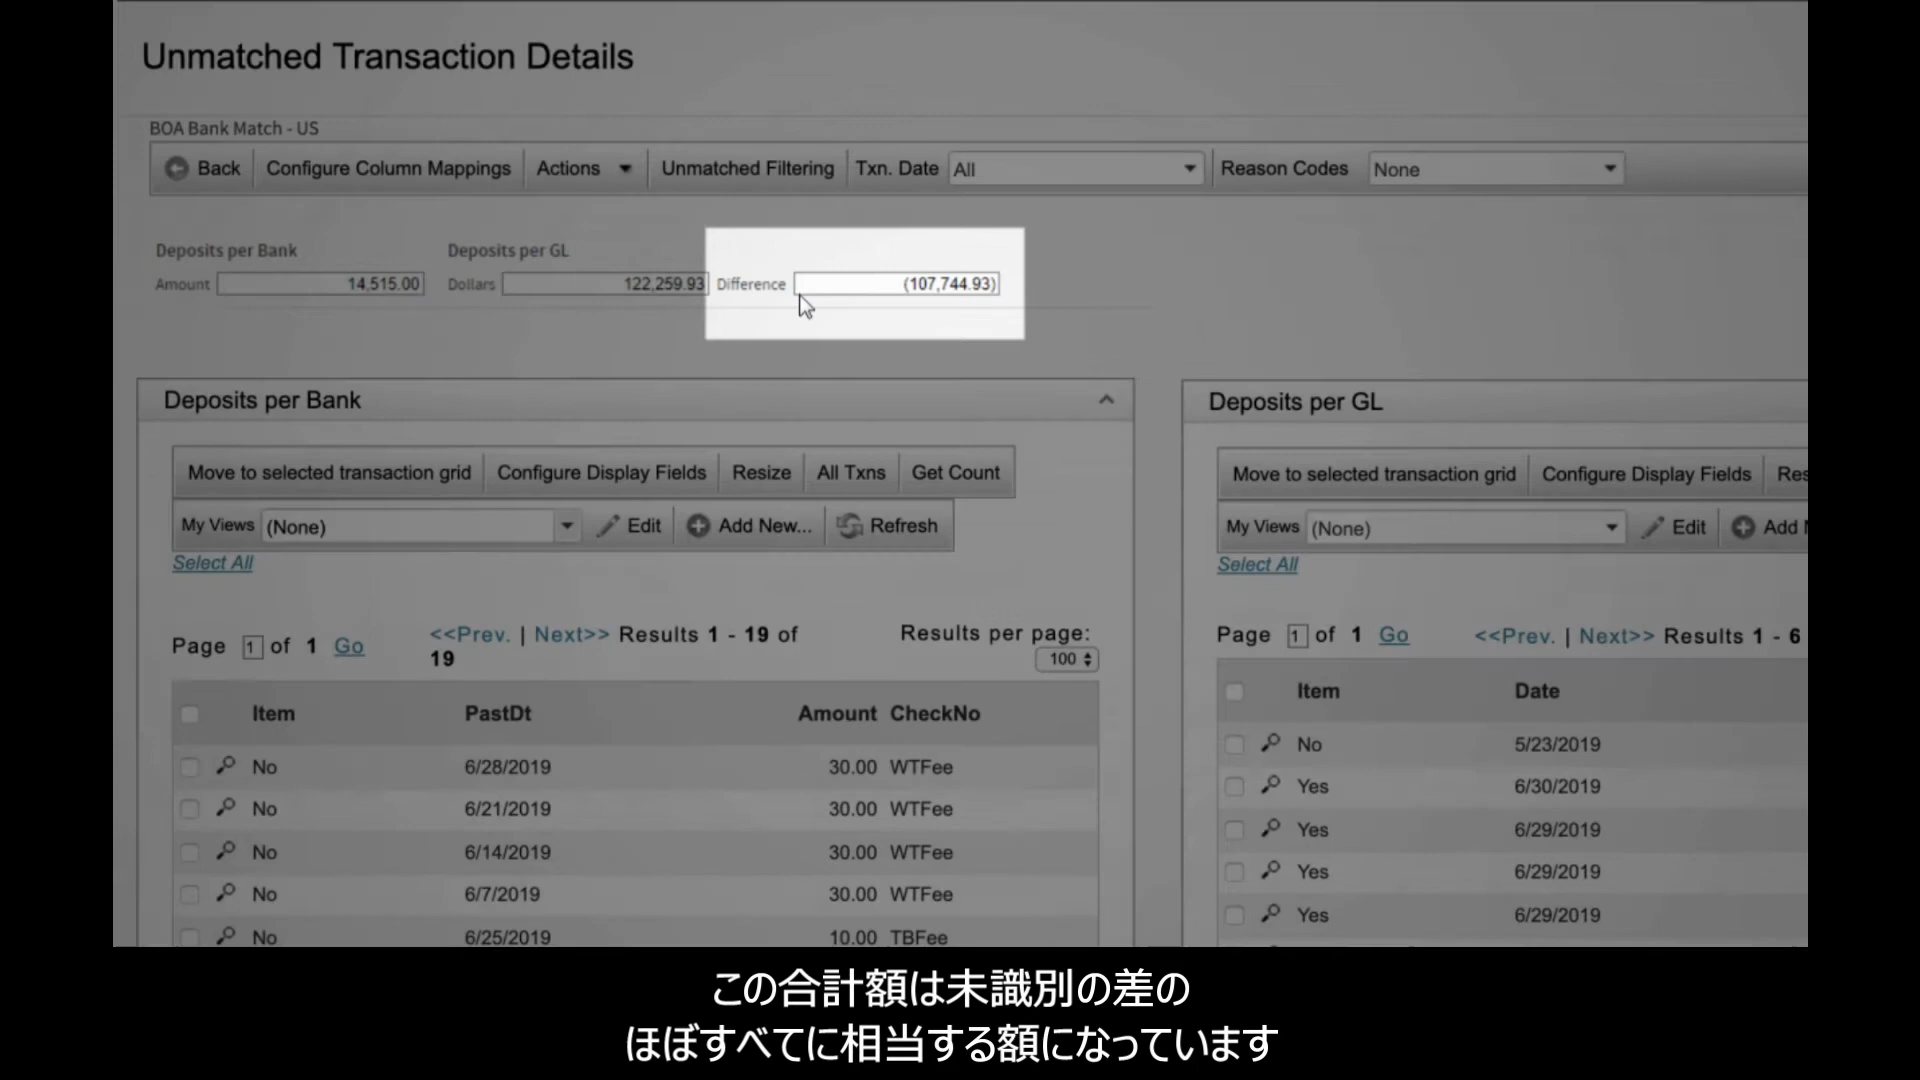 Unmatched Transaction Details
BOA Bank Match - US
Back Configure Column Mappings Actions Unmatched Filtering Txn. Date All Reason Codes None
Deposits per Bank Deposits per GL
Amount 14,515.00 Dollars 122,259.93 Difference (107,744.93)
Deposits per Bank
Move to selected transaction grid Configure Display Fields Resize All Txns Get Count
My Views (None) Edit Add New... Refresh
Select All
Page 1 of 1 Go <<Prev. | Next>> Results 1 - 19 of
19
Results per page:
100
Item PastDt Amount CheckNo
No 6/28/2019 30.00 WTFee
No 6/21/2019 30.00 WTFee
No 6/14/2019 30.00 WTFee
No 6/7/2019 30.00 WTFee
No 6/25/2019 10.00 TBFee
Deposits per GL
Move to selected transaction grid Configure Display Fields Res
My Views (None) Edit Add
Select All
Page 1 of 1 Go <<Prev. | Next>> Results 1 - 6
Item Date
No 5/23/2019
Yes 6/30/2019
Yes 6/29/2019
Yes 6/29/2019
Yes 6/29/2019
この合計額は未識別の差の
ほぼすべてに相当する額になっています